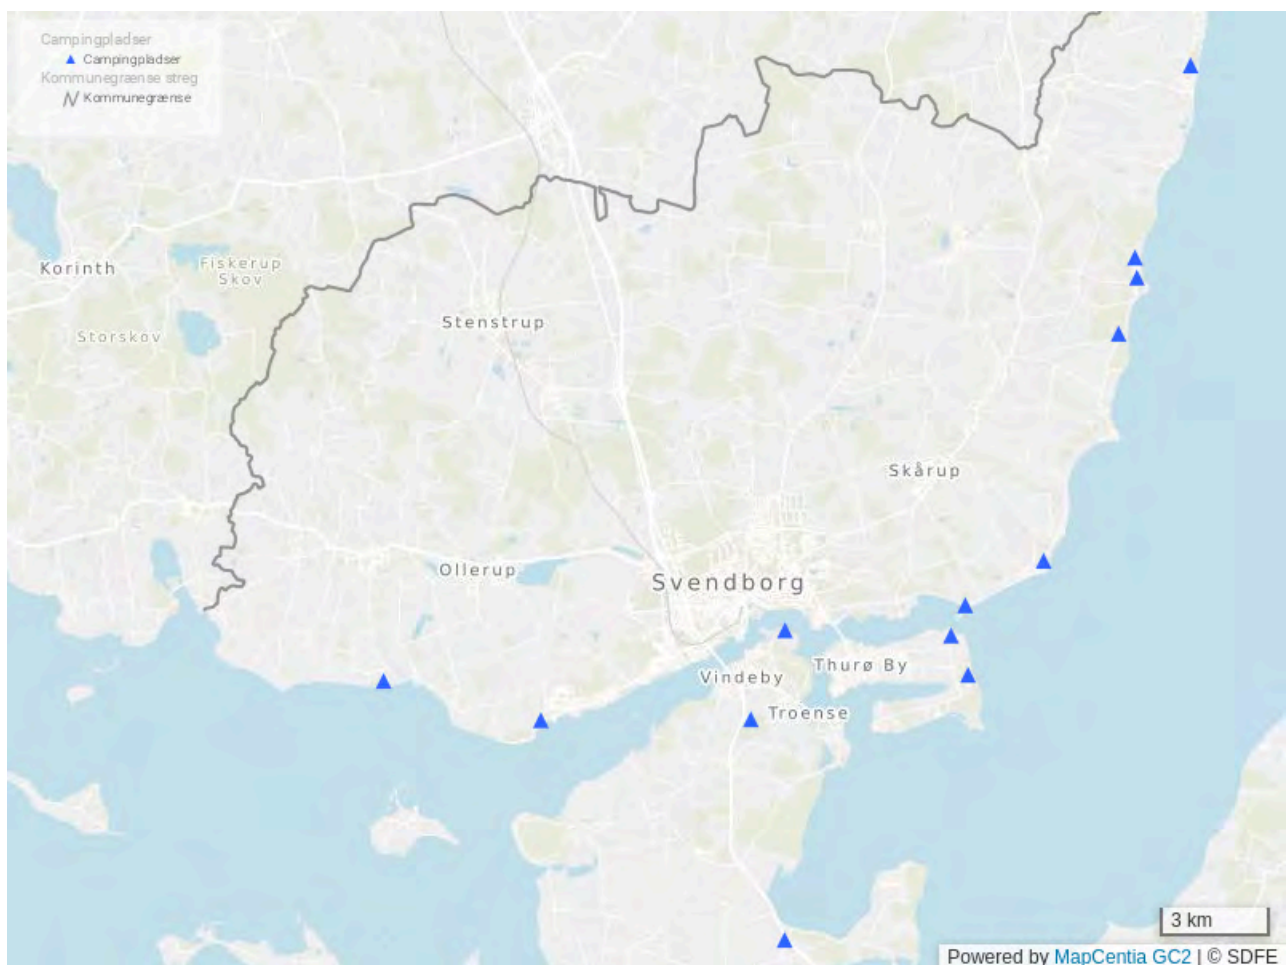 Campingpladser
Campingpladser
Kommunegrænse streg
Kommunegrænse
Korinth
Fiskerup
Skov
Storskov
Stenstrup
Skårup
Ollerup
Svendborg
Vindeby
Thurø By
Troense
3 km
Powered by MapCentia GC2 | © SDFE